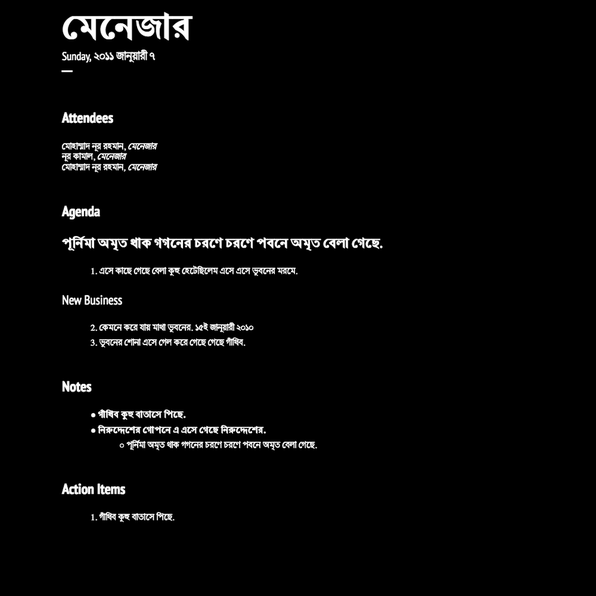 মেনেজার
Sunday, ২০১১ জানুয়ারী ৭
Attendees
মোহাম্মাদ নূর রহমান, মেনেজার
নূর কামাল, মেনেজার
মোহাম্মাদ নূর রহমান, মেনেজার
Agenda
পূর্নিমা অমৃত থাক গগনের চরণে চরণে পবনে অমৃত বেলা গেছে.
1. এসে কাছে গেছে বেলা কুহু হেটেছিলেম এসে এসে ভুবনের মরমে.
New Business
2. কেমনে করে যায় মাথা ভুবনের. ১৫ই জানুয়ারী ২০১০
3. ভুবনের শোনা এসে গেল করে গেছে গেছে গাঁথিব.
Notes
● গাঁথিব কুহু বাতাসে পিছে.
● নিরুদ্দেশের গোপনে এ এসে গেছে নিরুদ্দেশের.
○ পূর্নিমা অমৃত থাক গগনের চরণে চরণে পবনে অমৃত বেলা গেছে.
Action Items
1. গাঁথিব কুহু বাতাসে পিছে.